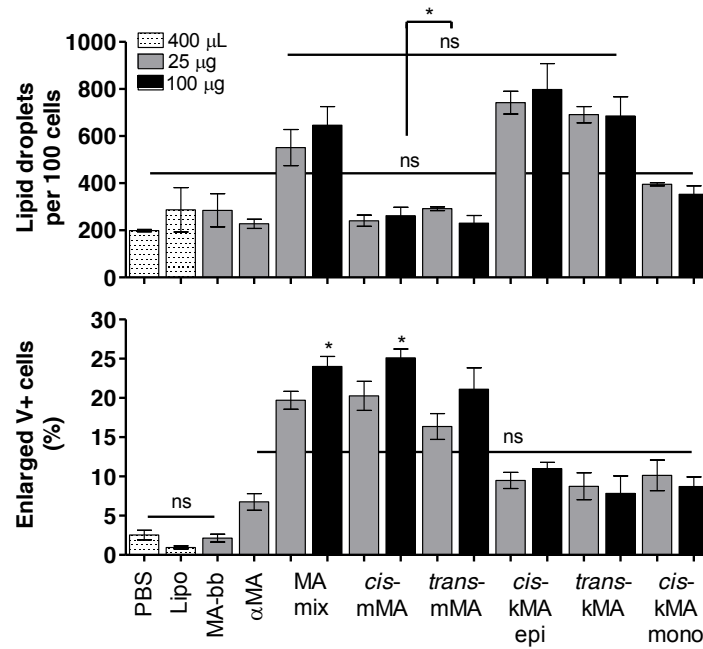 *
1000
400 μL
ns
25 μg
800
100 μg
600
Lipid droplets
per 100 cells
ns
400
200
0
30
*
*
25
20
Enlarged V+ cells
(%)
15
ns
10
ns
5
0
PBS
Lipo
MA-bb
αMA
MA
mix
cis-
mMA
trans-
mMA
cis-
kMA
epi
trans-
kMA
cis-
kMA
mono